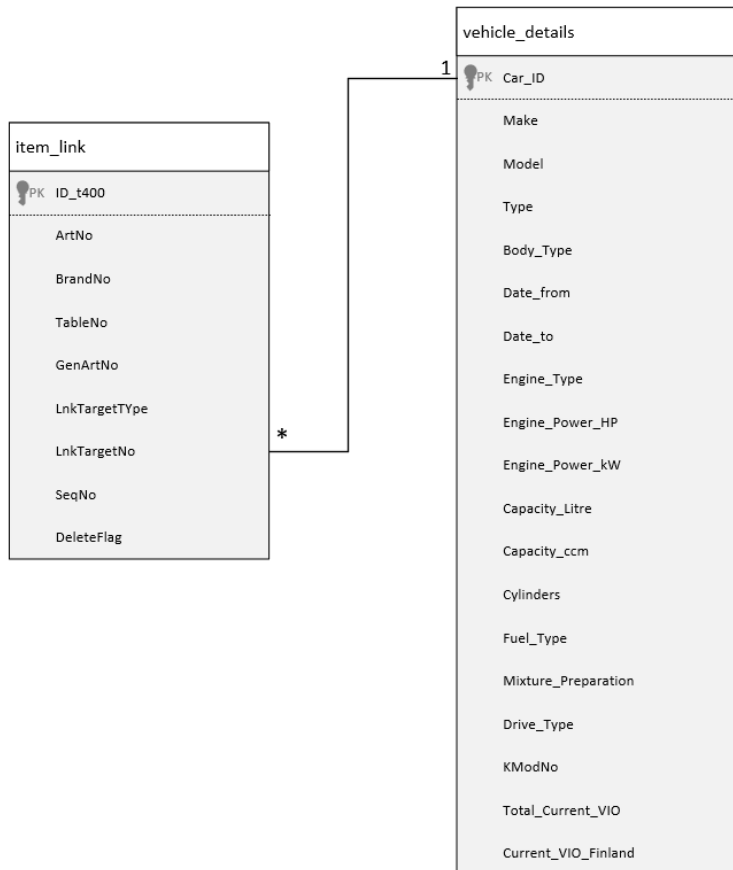 item_link
PK ID_t400
ArtNo
BrandNo
TableNo
GenArtNo
LnkTargetTYpe
LnkTargetNo
SeqNo
DeleteFlag
*
1
vehicle_details
PK Car_ID
Make
Model
Type
Body_Type
Date_from
Date_to
Engine_Type
Engine_Power_HP
Engine_Power_kW
Capacity_Litre
Capacity_ccm
Cylinders
Fuel_Type
Mixture_Preparation
Drive_Type
KModNo
Total_Current_VIO
Current_VIO_Finland